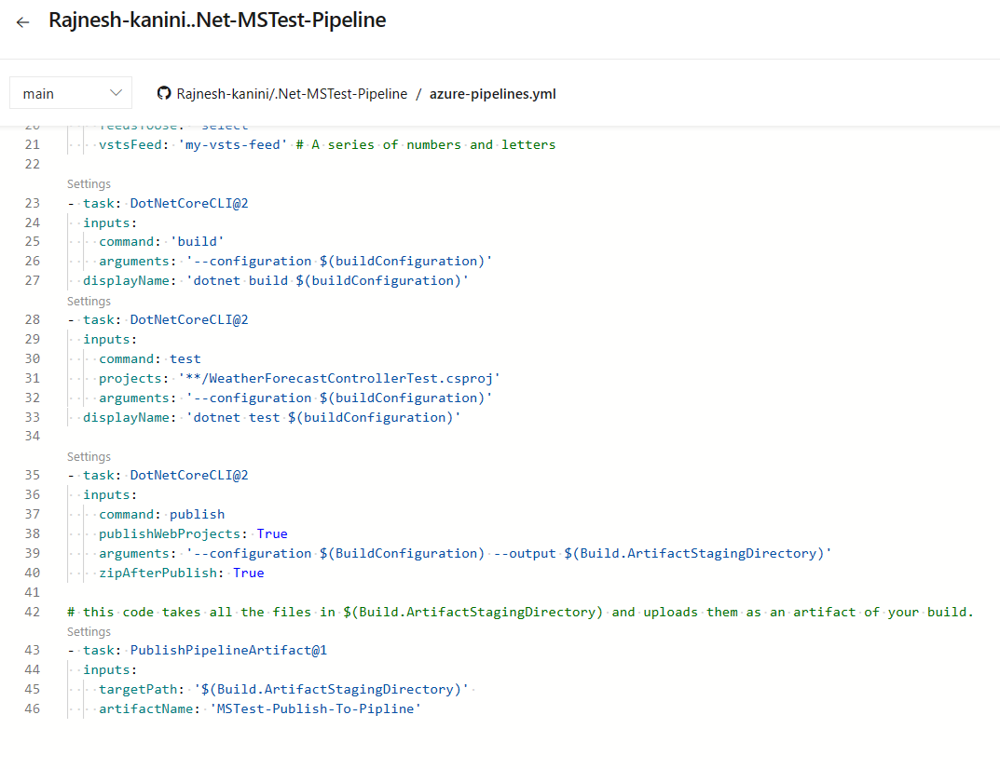 Rajnesh-kanini..Net-MSTest-Pipeline
main
Rajnesh-kanini/.Net-MSTest-Pipeline / azure-pipelines.yml
20 feedsToUse: 'select'
21 vstsFeed: 'my-vsts-feed' # A series of numbers and letters
22
Settings
23 - task: DotNetCoreCLI@2
24 inputs:
25 command: 'build'
26 arguments: '--configuration $(buildConfiguration)'
27 displayName: 'dotnet build $(buildConfiguration)'
Settings
28 - task: DotNetCoreCLI@2
29 inputs:
30 command: test
31 projects: '**/WeatherForecastControllerTest.csproj'
32 arguments: '--configuration $(buildConfiguration)'
33 displayName: 'dotnet test $(buildConfiguration)'
34
Settings
35 - task: DotNetCoreCLI@2
36 inputs:
37 command: publish
38 publishWebProjects: True
39 arguments: '--configuration $(BuildConfiguration) --output $(Build.ArtifactStagingDirectory)'
40 zipAfterPublish: True
41
42 # this code takes all the files in $(Build.ArtifactStagingDirectory) and uploads them as an artifact of your build.
Settings
43 - task: PublishPipelineArtifact@1
44 inputs:
45 targetPath: '$(Build.ArtifactStagingDirectory)'
46 artifactName: 'MSTest-Publish-To-Pipline'